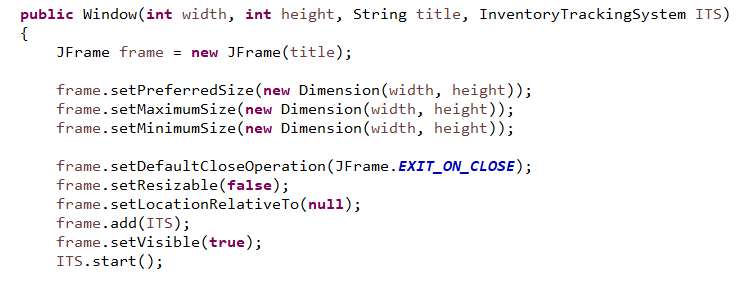 public Window(int width, int height, String title, InventoryTrackingSystem ITS)
{
JFrame frame = new JFrame(title);
frame.setPreferredSize(new Dimension(width, height));
frame.setMaximumSize(new Dimension(width, height));
frame.setMinimumSize(new Dimension(width, height));
frame.setDefaultCloseOperation(JFrame.EXIT_ON_CLOSE);
frame.setResizable(false);
frame.setLocationRelativeTo(null);
frame.add(ITS);
frame.setVisible(true);
ITS.start();